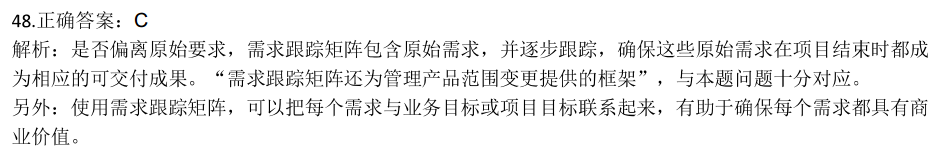 48.正确答案：C
解析：是否偏离原始要求，需求跟踪矩阵包含原始需求，并逐步跟踪，确保这些原始需求在项目结束时都成
为相应的可交付成果。“需求跟踪矩阵还为管理产品范围变更提供的框架”，与本题问题十分对应。
另外：使用需求跟踪矩阵，可以把每个需求与业务目标或项目目标联系起来，有助于确保每个需求都具有商
业价值。